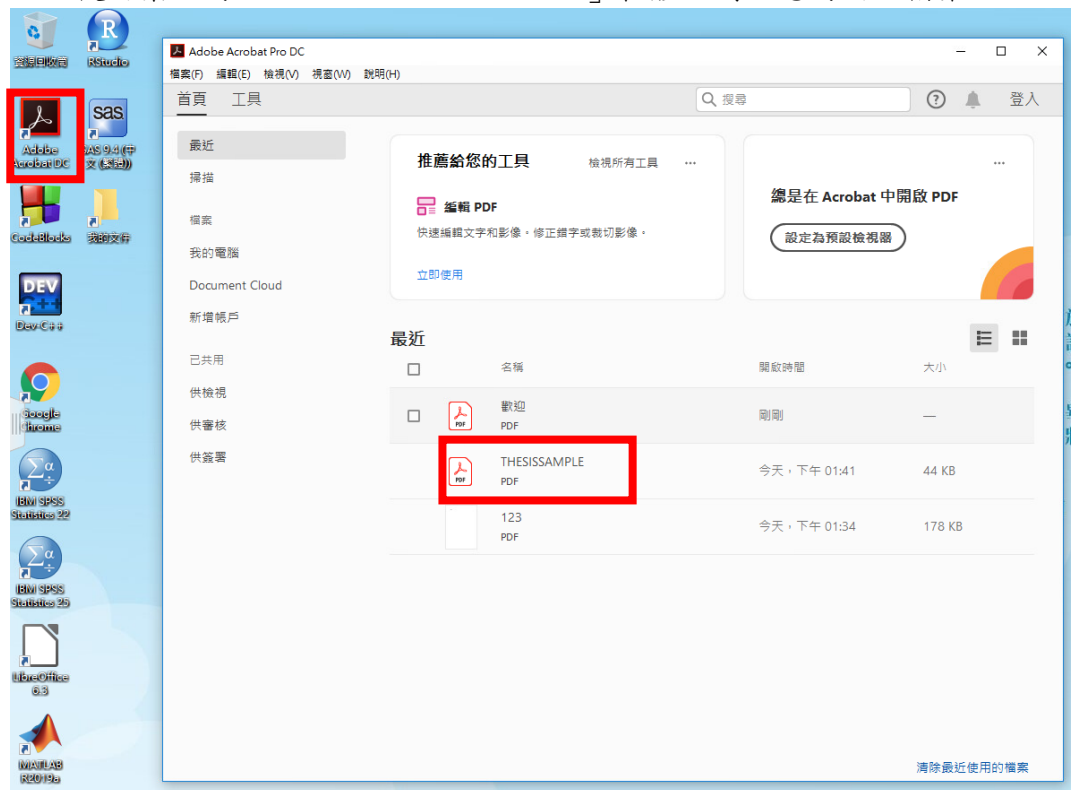 資源回收筒
RStudio
Adobe
Acrobat DC
sas
SAS 9.4 (中
文 (繁體))
CodeBlocks
我的文件
DEV
C++
Dev-C++
Google
Chrome
IBM SPSS
Statistics 22
IBM SPSS
Statistics 25
LibreOffice
6.3
MATLAB
R2019a
Adobe Acrobat Pro DC
檔案(F) 編輯(E) 檢視(V) 視窗(W) 說明(H)
首頁 工具
搜尋
登入
最近
掃描
檔案
我的電腦
Document Cloud
新增帳戶
已共用
供檢視
供審核
供簽署
推薦給您的工具
檢視所有工具
編輯 PDF
快速編輯文字和影像。修正錯字或裁切影像。
立即使用
總是在 Acrobat 中開啟 PDF
設定為預設檢視器
最近
名稱 開啟時間 大小
歡迎
PDF
剛剛 —
THESISSAMPLE
PDF
今天，下午 01:41 44 KB
123
PDF
今天，下午 01:34 178 KB
清除最近使用的檔案